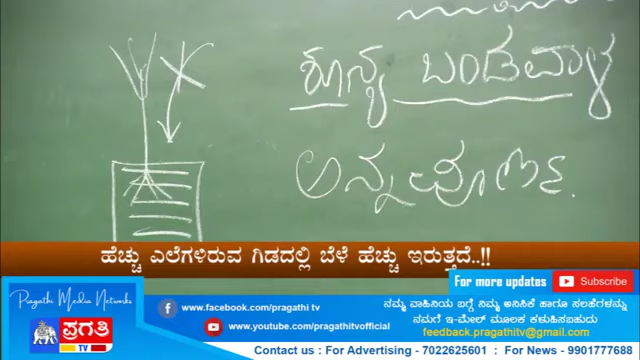 ಶೂನ್ಯ ಬಂಡವಾಳ
ಅನ್ನಪೂರ್ಣ.
ಹೆಚ್ಚು ಎಲೆಗಳಿರುವ ಗಿಡದಲ್ಲಿ ಬೆಳೆ ಹೆಚ್ಚು ಇರುತ್ತದೆ..!!
For more updates Subscribe
Pragathi Media Networks
ಪ್ರಗತಿ
TV
www.facebook.com/pragathi tv
www.youtube.com/pragathitvofficial
ನಮ್ಮ ವಾಹಿನಿಯ ಬಗ್ಗೆ ನಿಮ್ಮ ಅನಿಸಿಕೆ ಹಾಗೂ ಸಲಹೆಗಳನ್ನು
ನಮಗೆ ಇ-ಮೇಲ್ ಮೂಲಕ ಕಳುಹಿಸಬಹುದು
feedback.pragathitv@gmail.com
Contact us : For Advertising - 7022625601 : For News - 9901777688